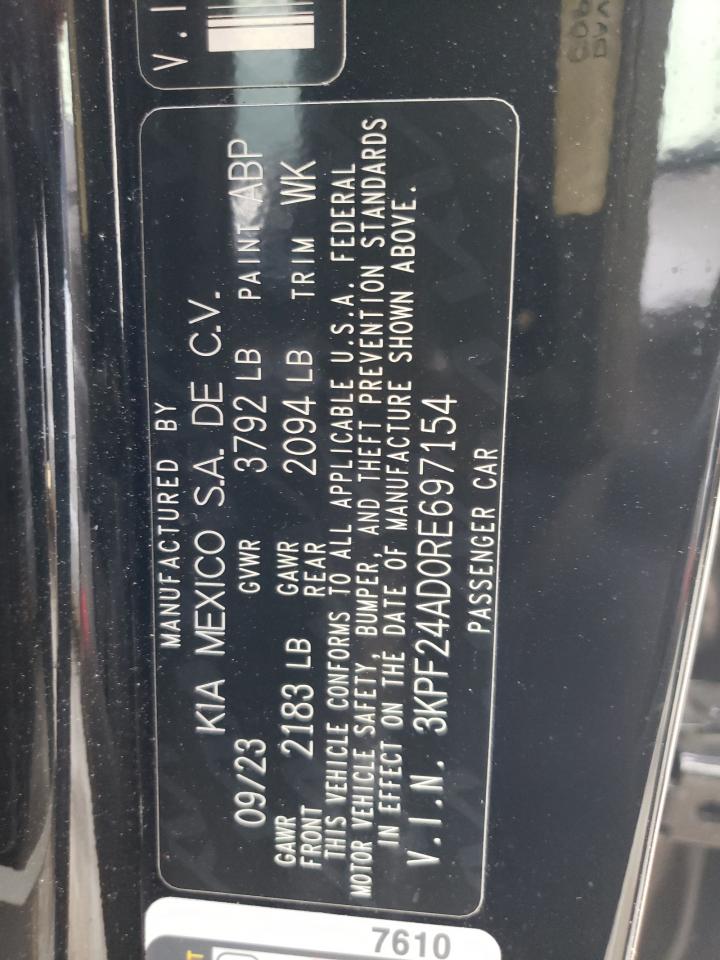 V.I
MANUFACTURED BY
KIA MEXICO S.A. DE C.V.
09/23 GVWR 3792 LB PAINT ABP
GAWR FRONT 2183 LB GAWR REAR 2094 LB TRIM WK
THIS VEHICLE CONFORMS TO ALL APPLICABLE U.S.A. FEDERAL
MOTOR VEHICLE SAFETY, BUMPER, AND THEFT PREVENTION STANDARDS
IN EFFECT ON THE DATE OF MANUFACTURE SHOWN ABOVE.
V.I.N. 3KPF24AD0RE697154
PASSENGER CAR
7610